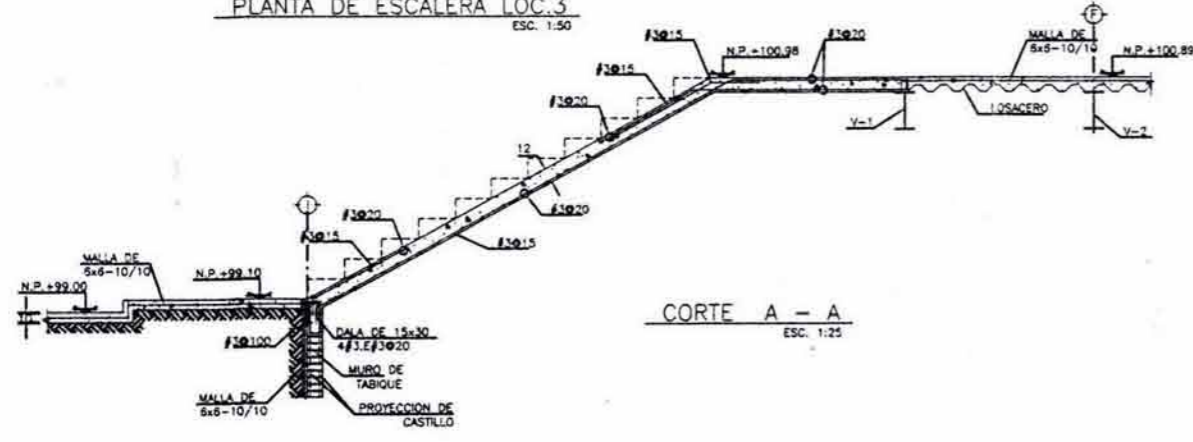 PLANTA DE ESCALERA LOC.3
ESC. 1:50
F
#3@15
N.P.+100.98
#3@20
MALLA DE
6x6-10/10
N.P.+100.89
#3@15
#3@20
LOSACERO
V-1
V-2
12
#3@20
#3@20
#3@15
#3@15
MALLA DE
6x6-10/10
N.P.+99.10
N.P.+99.00
CORTE A - A
ESC. 1:25
#3@100
DALA DE 15x30
4#3,E#3@20
MURO DE
TABIQUE
MALLA DE
6x6-10/10
PROYECCION DE
CASTILLO